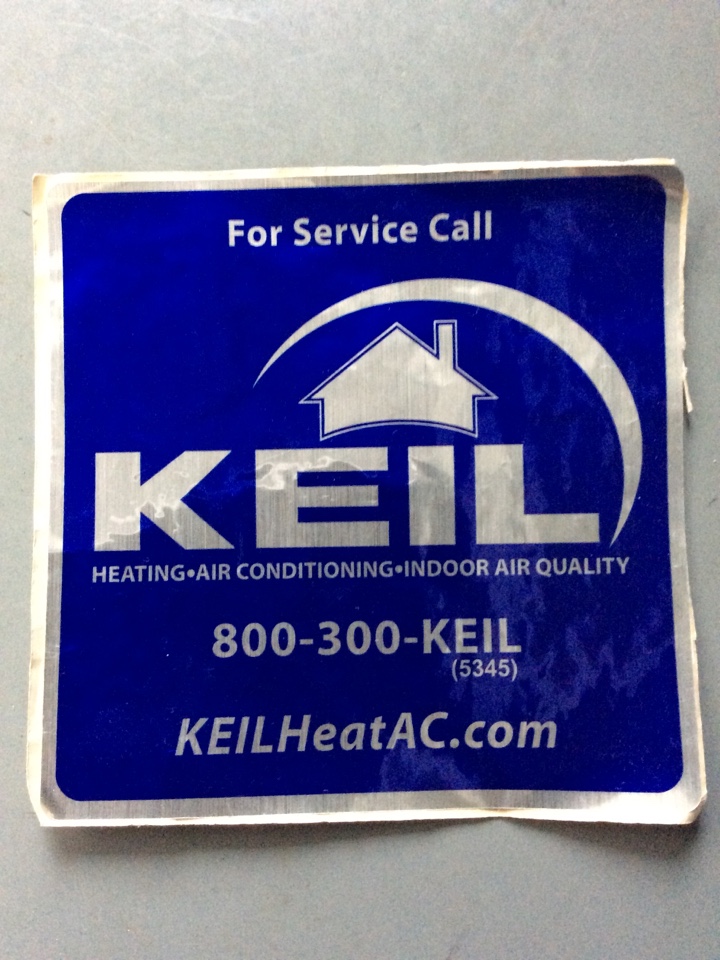 For Service Call
KEIL
HEATING•AIR CONDITIONING•INDOOR AIR QUALITY
800-300-KEIL
(5345)
KEILHeatAC.com